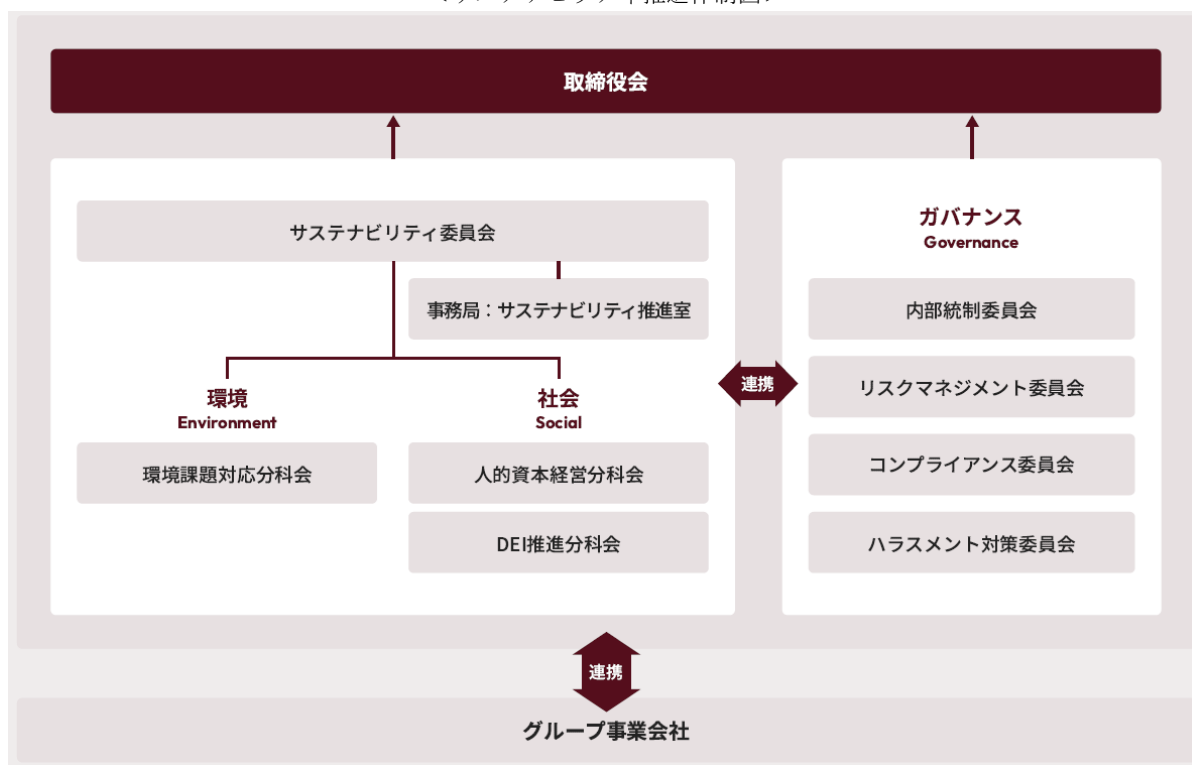 取締役会
サステナビリティ委員会
事務局：サステナビリティ推進室
環境
Environment
環境課題対応分科会
社会
Social
人的資本経営分科会
DEI推進分科会
連携
ガバナンス
Governance
内部統制委員会
リスクマネジメント委員会
コンプライアンス委員会
ハラスメント対策委員会
連携
グループ事業会社